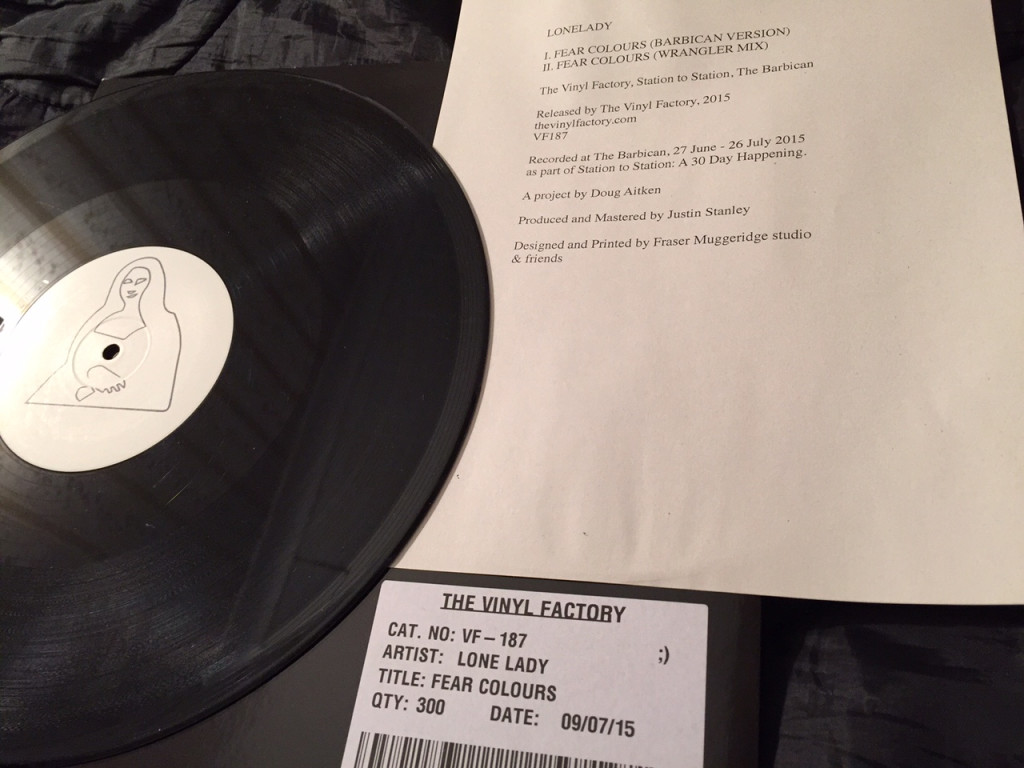 LONELADY
I. FEAR COLOURS (BARBICAN VERSION)
II. FEAR COLOURS (WRANGLER MIX)
The Vinyl Factory, Station to Station, The Barbican
Released by The Vinyl Factory, 2015
thevinylfactory.com
VF187
Recorded at The Barbican, 27 June - 26 July 2015
as part of Station to Station: A 30 Day Happening.
A project by Doug Aitken
Produced and Mastered by Justin Stanley
Designed and Printed by Fraser Muggeridge studio
& friends
THE VINYL FACTORY
CAT. NO: VF-187
ARTIST: LONE LADY ;)
TITLE: FEAR COLOURS
QTY: 300 DATE: 09/07/15